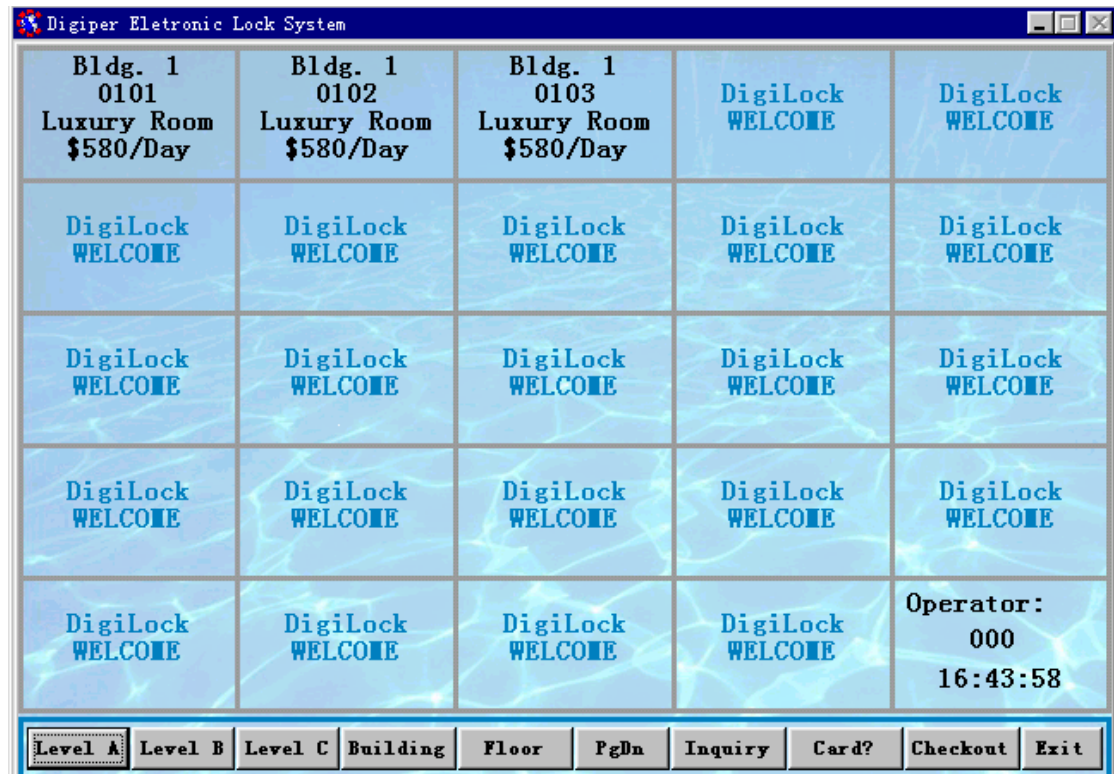 Digiper Eletronic Lock System
Bldg. 1
0101
Luxury Room
$580/Day
Bldg. 1
0102
Luxury Room
$580/Day
Bldg. 1
0103
Luxury Room
$580/Day
DigiLock
WELCOME
DigiLock
WELCOME
DigiLock
WELCOME
DigiLock
WELCOME
DigiLock
WELCOME
DigiLock
WELCOME
DigiLock
WELCOME
DigiLock
WELCOME
DigiLock
WELCOME
DigiLock
WELCOME
DigiLock
WELCOME
DigiLock
WELCOME
DigiLock
WELCOME
DigiLock
WELCOME
DigiLock
WELCOME
DigiLock
WELCOME
DigiLock
WELCOME
DigiLock
WELCOME
DigiLock
WELCOME
DigiLock
WELCOME
DigiLock
WELCOME
Operator:
000
16:43:58
Level A
Level B
Level C
Building
Floor
PgDn
Inquiry
Card?
Checkout
Exit